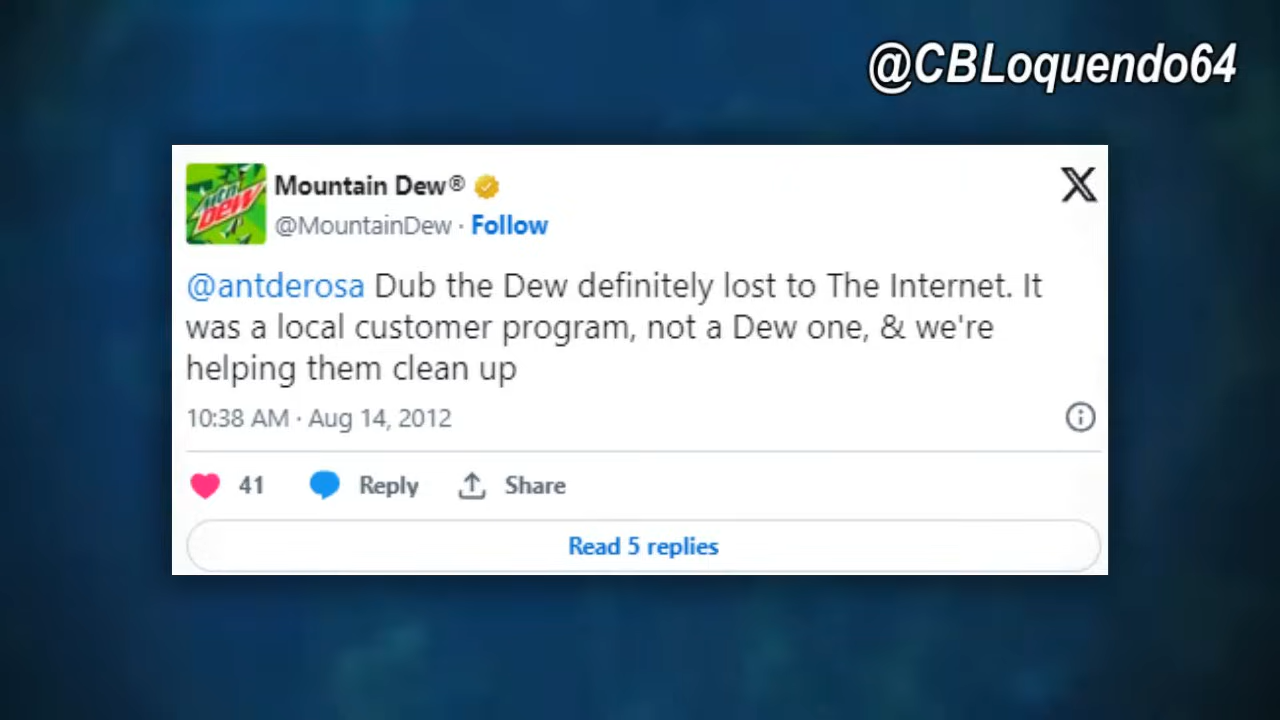 @CBLoquendo64
Mountain Dew®
@MountainDew · Follow
@antderosa Dub the Dew definitely lost to The Internet. It
was a local customer program, not a Dew one, & we're
helping them clean up
10:38 AM · Aug 14, 2012
41 Reply Share
Read 5 replies
mtn
DEW